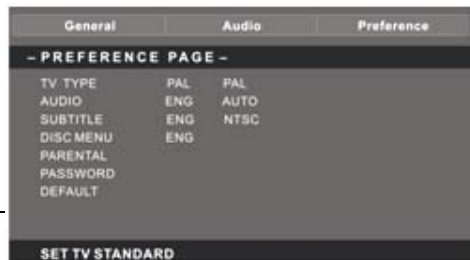 General Audio Preference
– PREFERENCE PAGE –
TV TYPE PAL PAL
AUDIO ENG AUTO
SUBTITLE ENG NTSC
DISC MENU ENG
PARENTAL
PASSWORD
DEFAULT
SET TV STANDARD